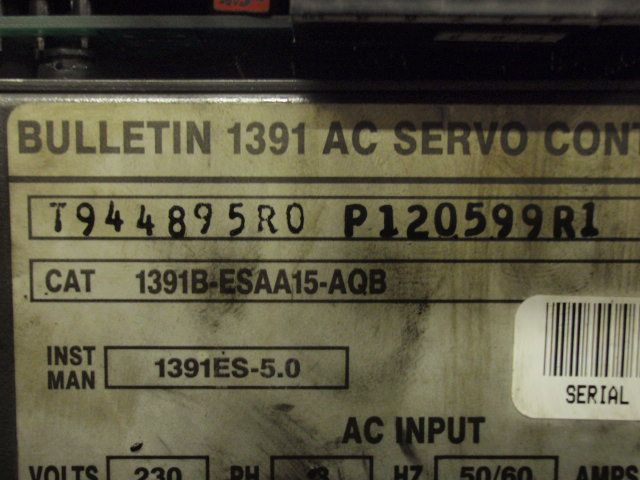 BULLETIN 1391 AC SERVO CONT
T944895R0 P120599R1
CAT 1391B-ESAA15-AQB
INST MAN 1391ES-5.0
SERIAL
AC INPUT
VOLTS 230 PH 3 HZ 50/60 AMPS